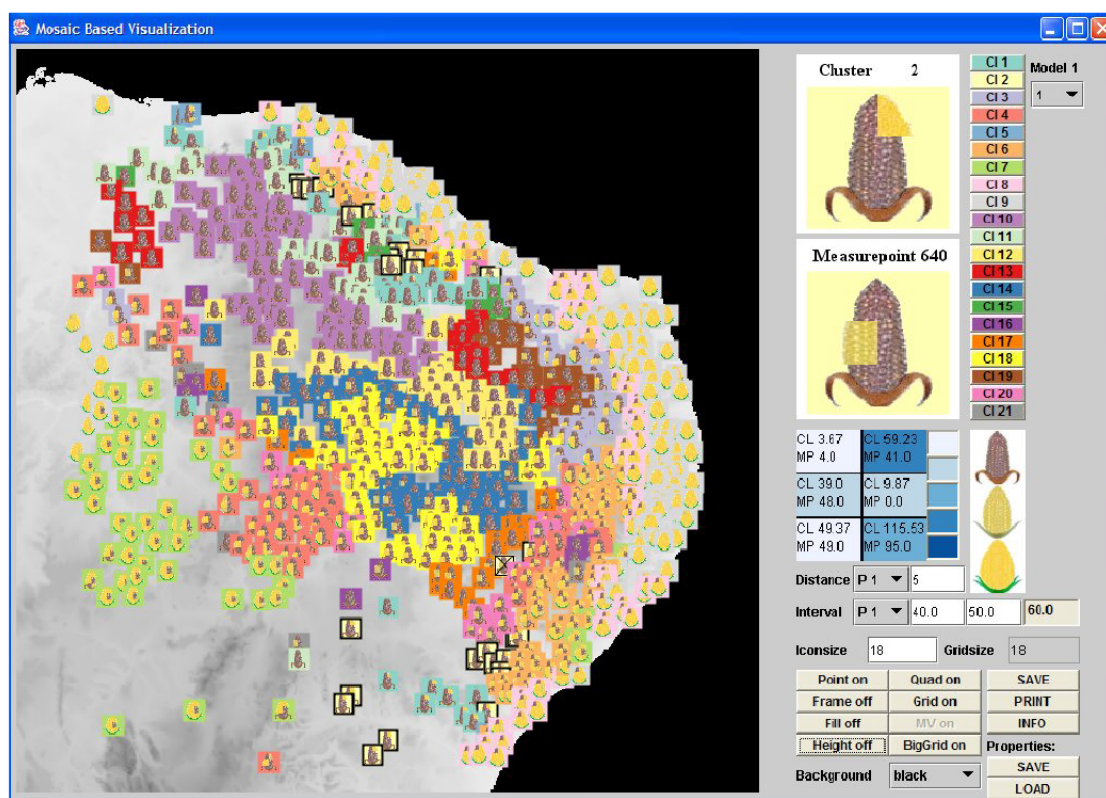 Mosaic Based Visualization
Cluster 2
Measurepoint 640
Cl 1
Cl 2
Cl 3
Cl 4
Cl 5
Cl 6
Cl 7
Cl 8
Cl 9
Cl 10
Cl 11
Cl 12
Cl 13
Cl 14
Cl 15
Cl 16
Cl 17
Cl 18
Cl 19
Cl 20
Cl 21
Model 1
1
CL 3.67 CL 59.23
MP 4.0 MP 41.0
CL 39.0 CL 9.87
MP 48.0 MP 0.0
CL 49.37 CL 115.53
MP 49.0 MP 95.0
Distance P 1 5
Interval P 1 40.0 50.0 60.0
Iconsize 18 Gridsize 18
Point on Quad on SAVE
Frame off Grid on PRINT
Fill off MV on INFO
Height off BigGrid on Properties:
Background black SAVE
LOAD